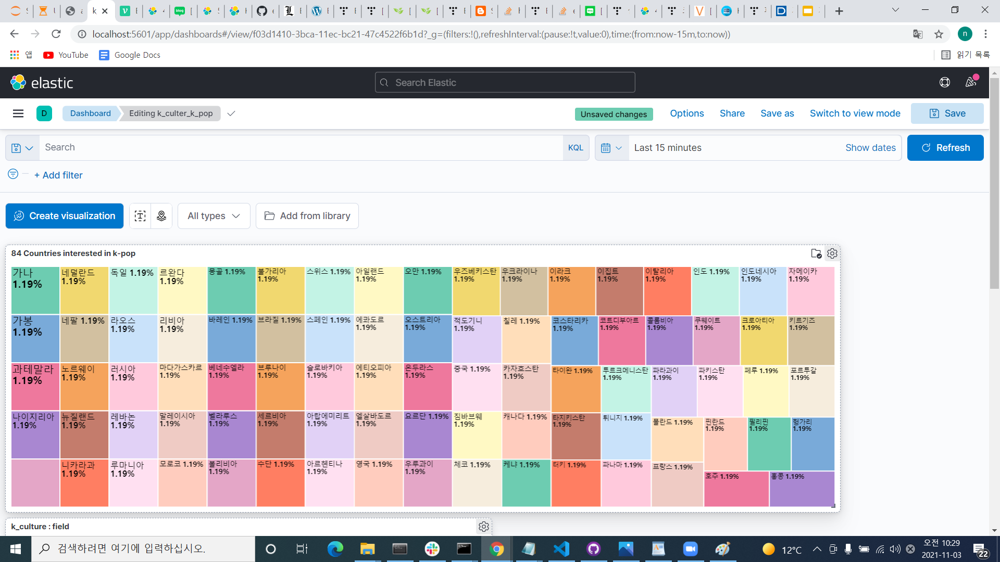 localhost:5601/app/dashboards#/view/f03d1410-3bca-11ec-bc21-47c4522f6b1d?_g=(filters:!(),refreshInterval:(pause:!t,value:0),time:(from:now-15m,to:now))
앱 YouTube Google Docs 읽기 목록
elastic Search Elastic
D Dashboard Editing k_culter_k_pop Unsaved changes Options Share Save as Switch to view mode Save
Search KQL Last 15 minutes Show dates Refresh
+ Add filter
Create visualization All types Add from library
84 Countries interested in k-pop
가나 1.19% 네덜란드 1.19% 독일 1.19% 르완다 1.19% 몽골 1.19% 불가리아 1.19% 스위스 1.19% 아일랜드 1.19% 오만 1.19% 우즈베키스탄 1.19% 우크라이나 1.19% 이라크 1.19% 이집트 1.19% 이탈리아 1.19% 인도 1.19% 인도네시아 1.19% 자메이카 1.19%
가봉 1.19% 네팔 1.19% 라오스 1.19% 리비아 1.19% 바레인 1.19% 브라질 1.19% 스페인 1.19% 에콰도르 1.19% 오스트리아 1.19% 적도기니 1.19% 칠레 1.19% 코스타리카 1.19% 코트디부아르 1.19% 콜롬비아 1.19% 쿠웨이트 1.19% 크로아티아 1.19% 키르기즈 1.19%
과테말라 1.19% 노르웨이 1.19% 러시아 1.19% 마다가스카르 1.19% 베네수엘라 1.19% 브루나이 1.19% 슬로바키아 1.19% 에티오피아 1.19% 온두라스 1.19% 중국 1.19% 카자흐스탄 1.19% 타이완 1.19% 투르크메니스탄 1.19% 파라과이 1.19% 파키스탄 1.19% 페루 1.19% 포르투갈 1.19%
나이지리아 1.19% 뉴질랜드 1.19% 레바논 1.19% 말레이시아 1.19% 벨라루스 1.19% 세르비아 1.19% 아랍에미리트 1.19% 엘살바도르 1.19% 요르단 1.19% 짐바브웨 1.19% 캐나다 1.19% 타지키스탄 1.19% 튀니지 1.19% 폴란드 1.19% 핀란드 1.19% 필리핀 1.19% 헝가리 1.19%
니카라과 1.19% 루마니아 1.19% 모로코 1.19% 볼리비아 1.19% 수단 1.19% 아르헨티나 1.19% 영국 1.19% 우루과이 1.19% 체코 1.19% 케냐 1.19% 터키 1.19% 파나마 1.19% 프랑스 1.19% 호주 1.19% 홍콩 1.19%
k_culture : field
검색하려면 여기에 입력하십시오. 12°C 오전 10:29
2021-11-03 22